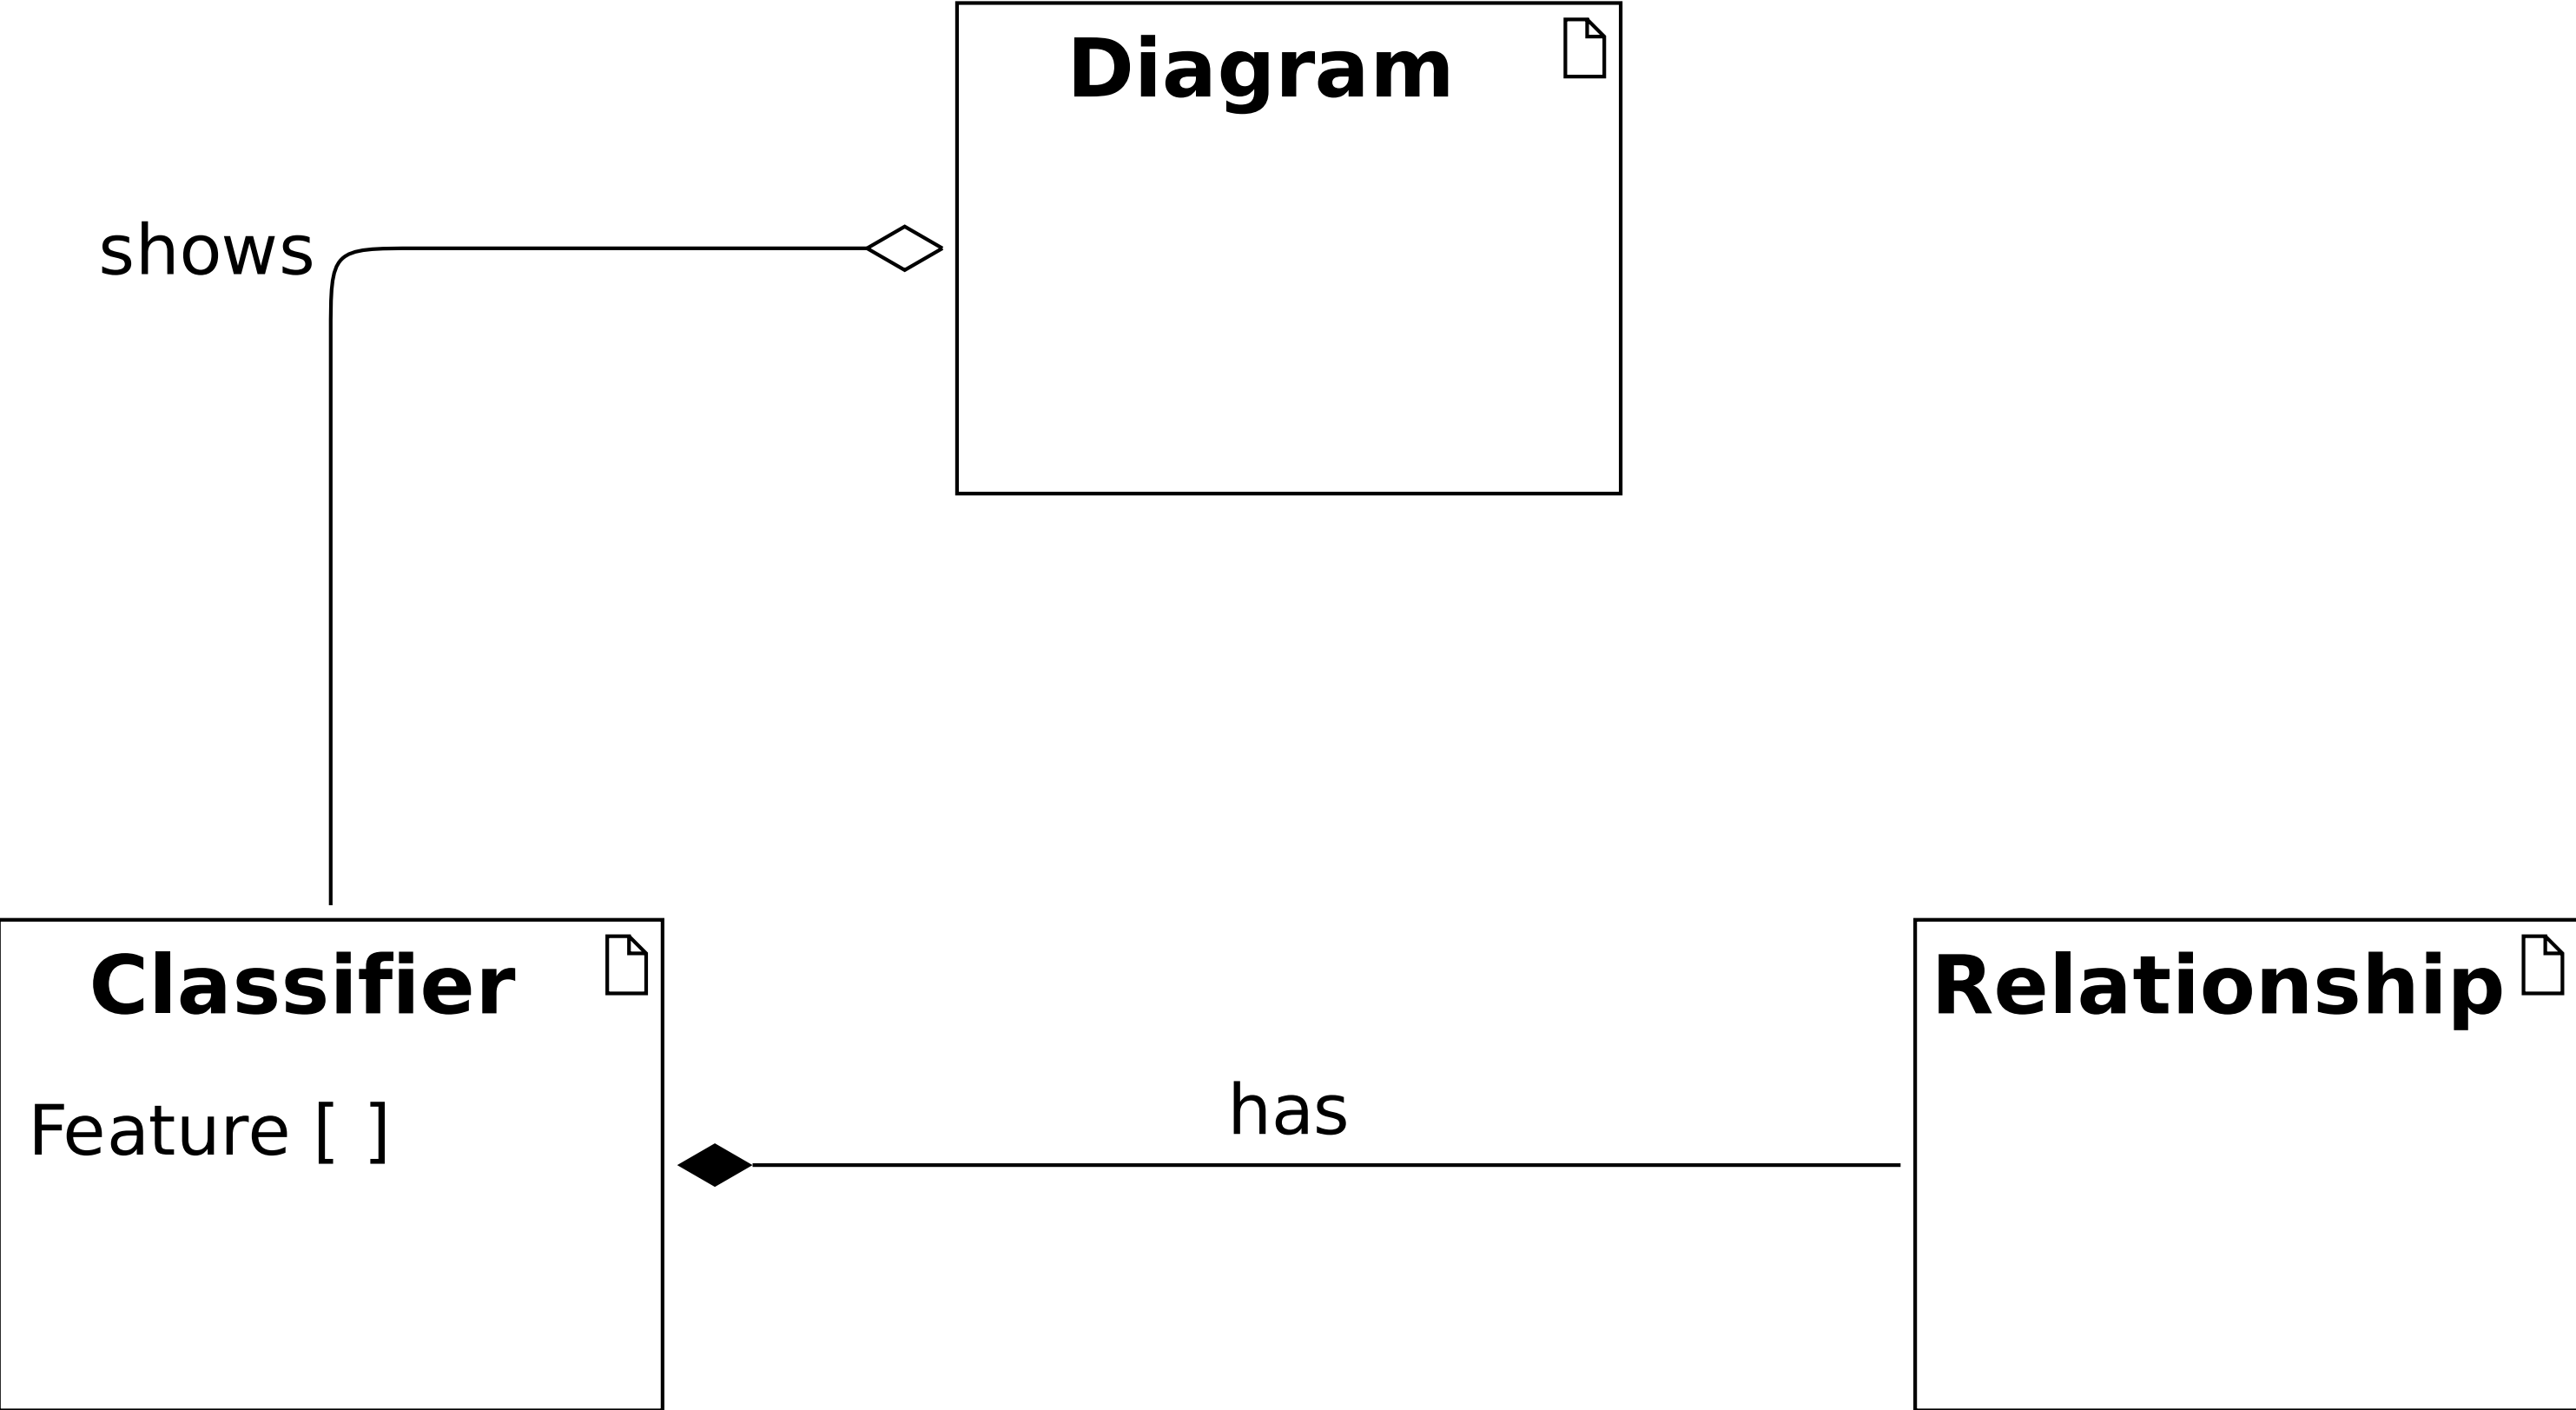 Diagram
shows
Classifier
Feature [ ]
has
Relationship